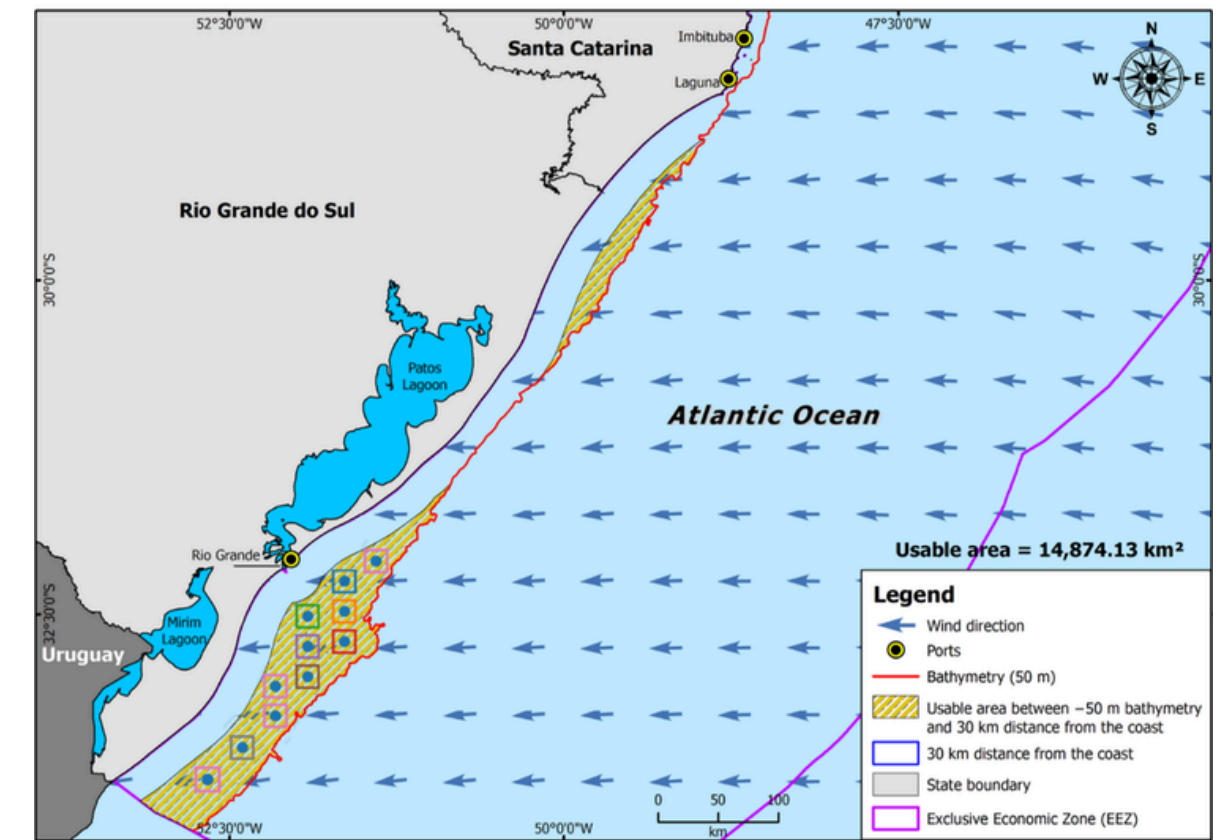 52°30'0"W
50°0'0"W
47°30'0"W
N
W
E
S
Santa Catarina
Imbituba
Laguna
Rio Grande do Sul
30°0'0"S
30°0'0"S
Patos
Lagoon
Atlantic Ocean
Rio Grande
Usable area = 14,874.13 km²
32°30'0"S
Mirim
Lagoon
Uruguay
Legend
Wind direction
Ports
Bathymetry (50 m)
Usable area between −50 m bathymetry
and 30 km distance from the coast
30 km distance from the coast
State boundary
Exclusive Economic Zone (EEZ)
0 50 100
km
52°30'0"W
50°0'0"W